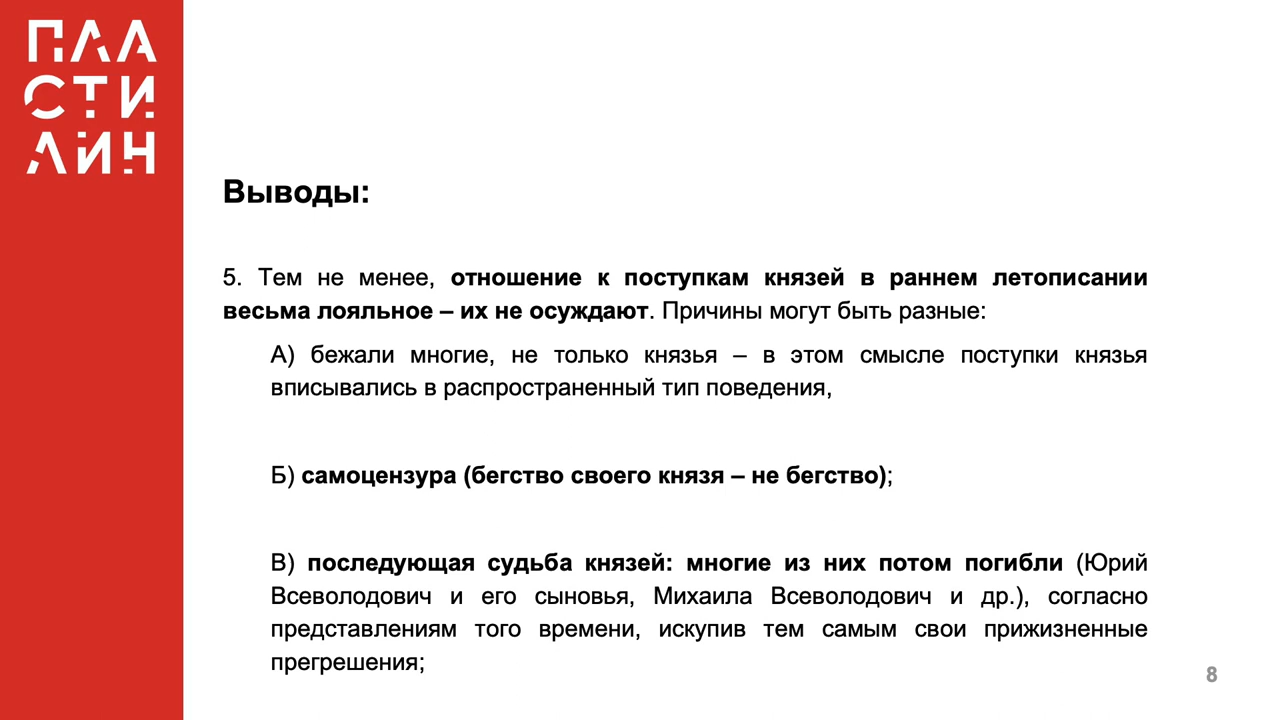 ПЛА
СТИ
ЛИН
Выводы:
5. Тем не менее, отношение к поступкам князей в раннем летописании
весьма лояльное – их не осуждают. Причины могут быть разные:
А) бежали многие, не только князья – в этом смысле поступки князья
вписывались в распространенный тип поведения,
Б) самоцензура (бегство своего князя – не бегство);
В) последующая судьба князей: многие из них потом погибли (Юрий
Всеволодович и его сыновья, Михаила Всеволодович и др.), согласно
представлениям того времени, искупив тем самым свои прижизненные
прегрешения;
8